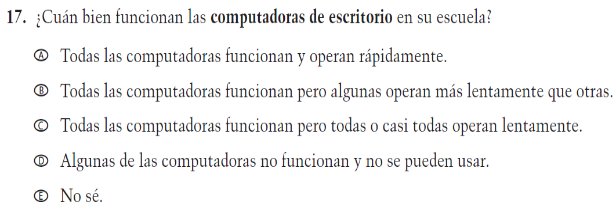 17. ¿Cuán bien funcionan las computadoras de escritorio en su escuela?
Ⓐ Todas las computadoras funcionan y operan rápidamente.
Ⓑ Todas las computadoras funcionan pero algunas operan más lentamente que otras.
Ⓒ Todas las computadoras funcionan pero todas o casi todas operan lentamente.
Ⓓ Algunas de las computadoras no funcionan y no se pueden usar.
Ⓔ No sé.